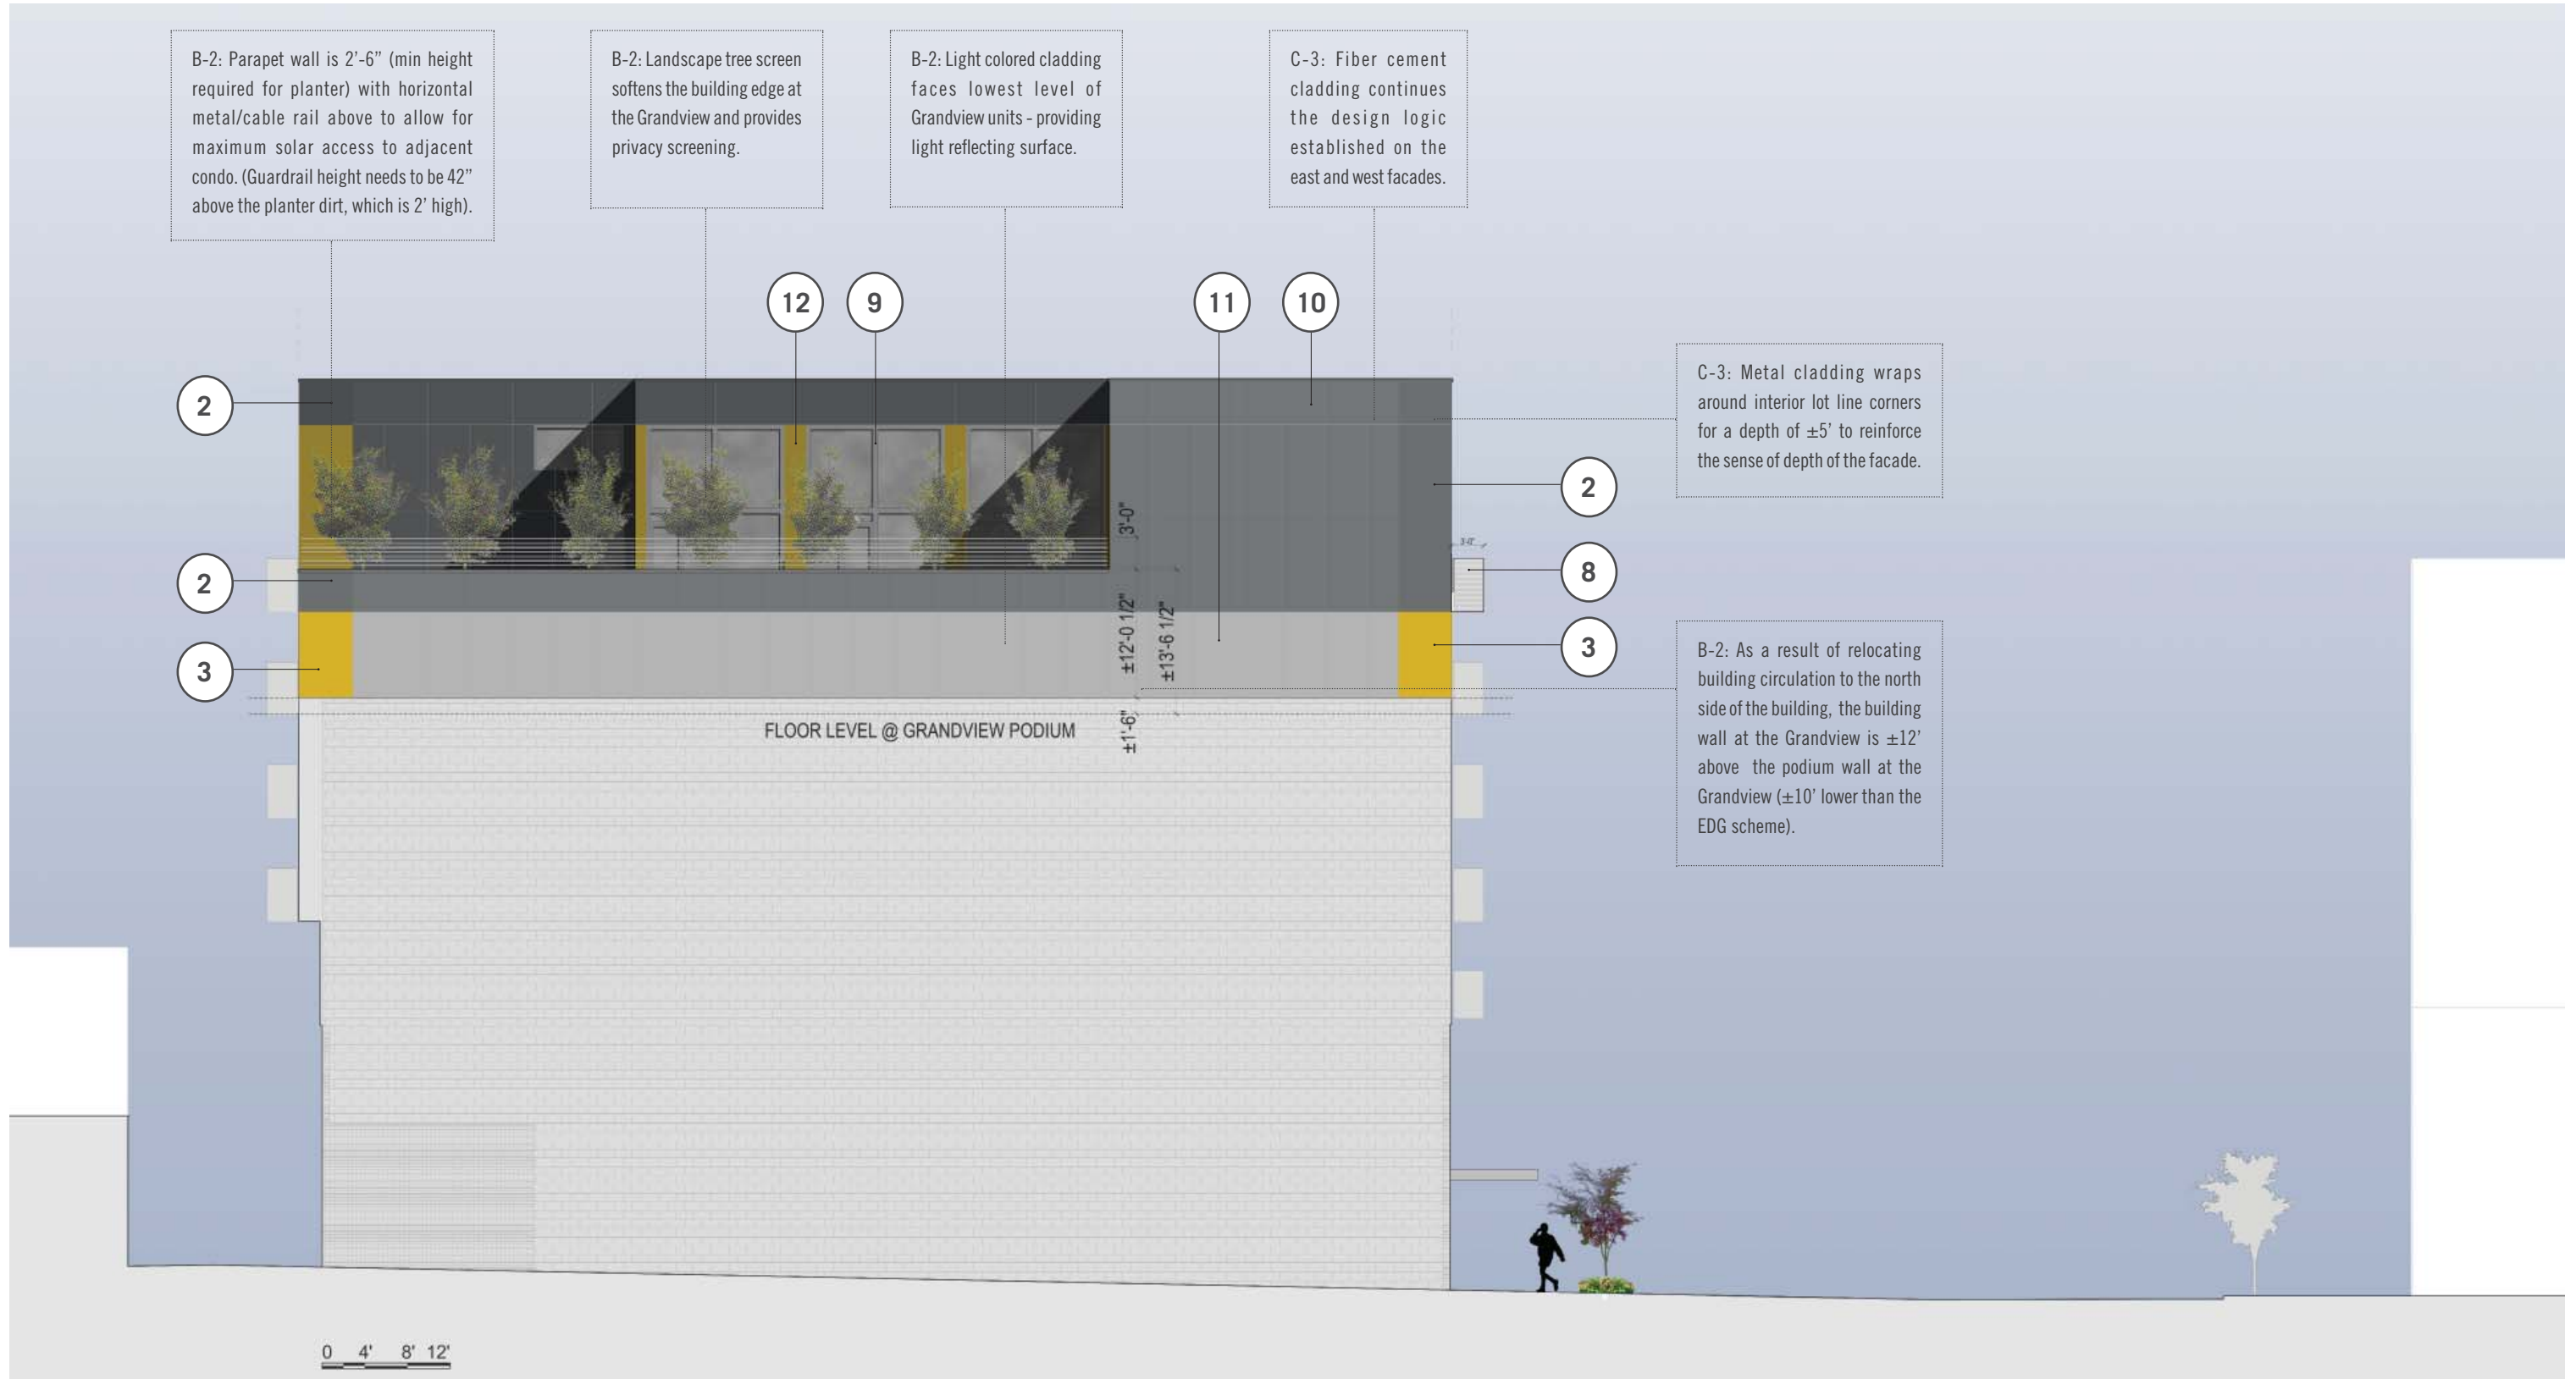 B-2: Parapet wall is 2’-6” (min height
required for planter) with horizontal
metal/cable rail above to allow for
maximum solar access to adjacent
condo. (Guardrail height needs to be 42”
above the planter dirt, which is 2’ high).
B-2: Landscape tree screen
softens the building edge at
the Grandview and provides
privacy screening.
B-2: Light colored cladding
faces lowest level of
Grandview units - providing
light reflecting surface.
C-3: Fiber cement
cladding continues
the design logic
established on the
east and west facades.
12
9
11
10
C-3: Metal cladding wraps
around interior lot line corners
for a depth of ±5’ to reinforce
the sense of depth of the facade.
2
2
3'-0"
3'-0"
2
8
±12'-0 1/2"
±13'-6 1/2"
3
3
B-2: As a result of relocating
building circulation to the north
side of the building, the building
wall at the Grandview is ±12’
above the podium wall at the
Grandview (±10’ lower than the
EDG scheme).
FLOOR LEVEL @ GRANDVIEW PODIUM
±1'-6"
0 4' 8' 12'